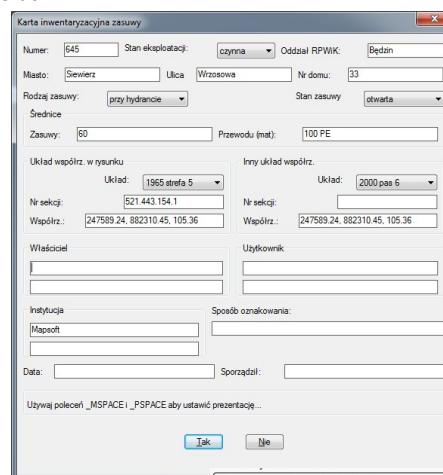 Karta inwentaryzacyjna zasuwy
Numer: 645 Stan eksploatacji: czynna Oddział RPWiK: Będzin
Miasto: Siewierz Ulica Wrzosowa Nr domu: 33
Rodzaj zasuwy: przy hydrancie Stan zasuwy otwarta
Średnice
Zasuwy: 60 Przewodu (mat): 100 PE
Układ współrz. w rysunku Inny układ współrz.
Układ: 1965 strefa 5 Układ: 2000 pas 6
Nr sekcji: 521.443.154.1 Nr sekcji:
Współrz.: 247589.24, 882310.45, 105.36 Współrz.: 247589.24, 882310.45, 105.36
Właściciel Użytkownik
Instytucja Sposób oznakowania:
Mapsoft
Data: Sporządził:
Używaj poleceń _MSPACE i _PSPACE aby ustawić prezentację...
Tak Nie